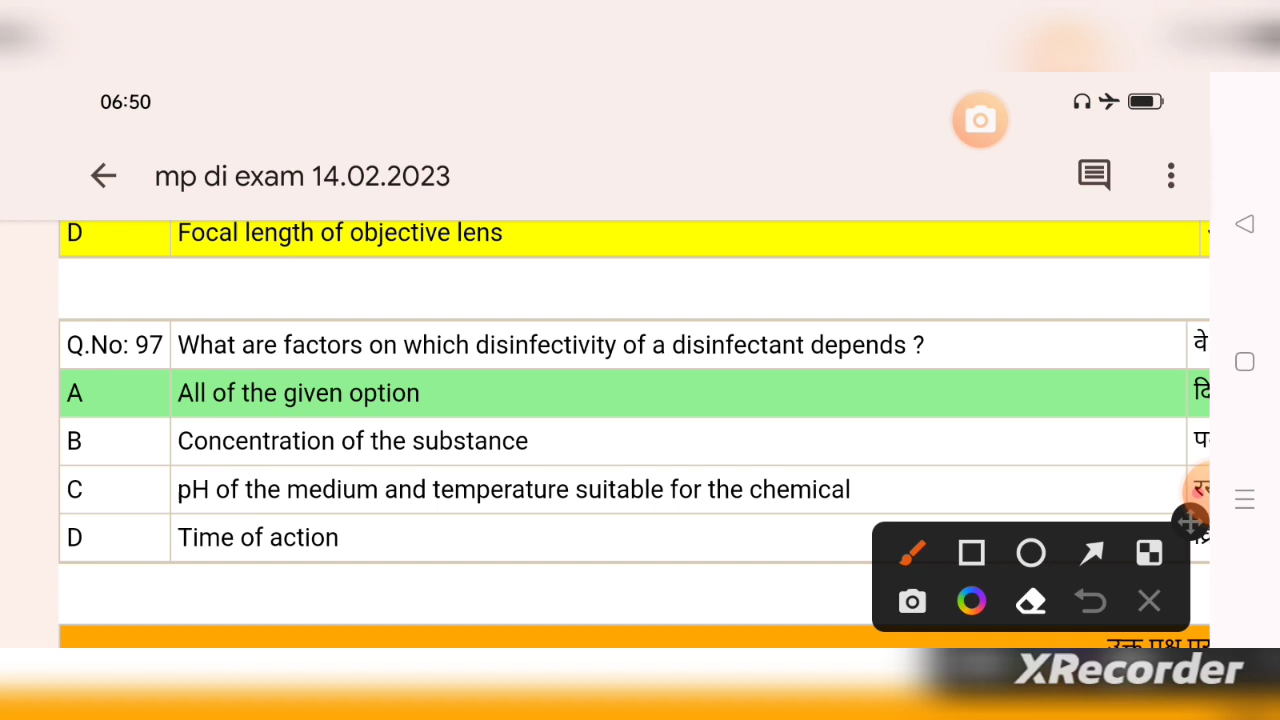 06:50
mp di exam 14.02.2023
D Focal length of objective lens
Q.No: 97 What are factors on which disinfectivity of a disinfectant depends ? वे
A All of the given option
B Concentration of the substance
C pH of the medium and temperature suitable for the chemical
D Time of action
XRecorder